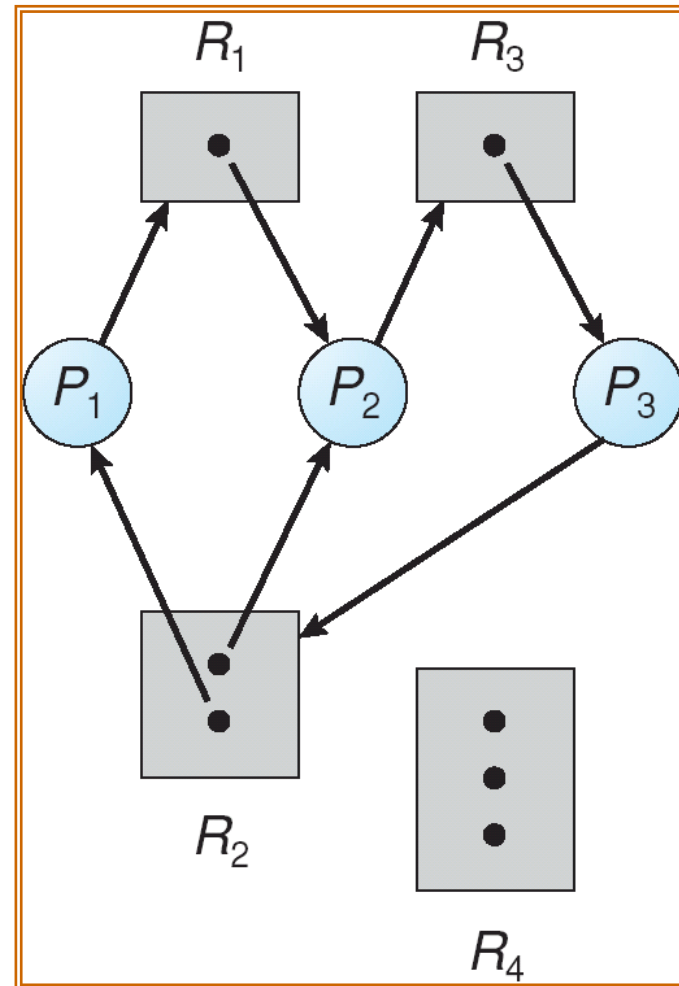 R₁ R₃
P₁ P₂ P₃
R₂
R₄